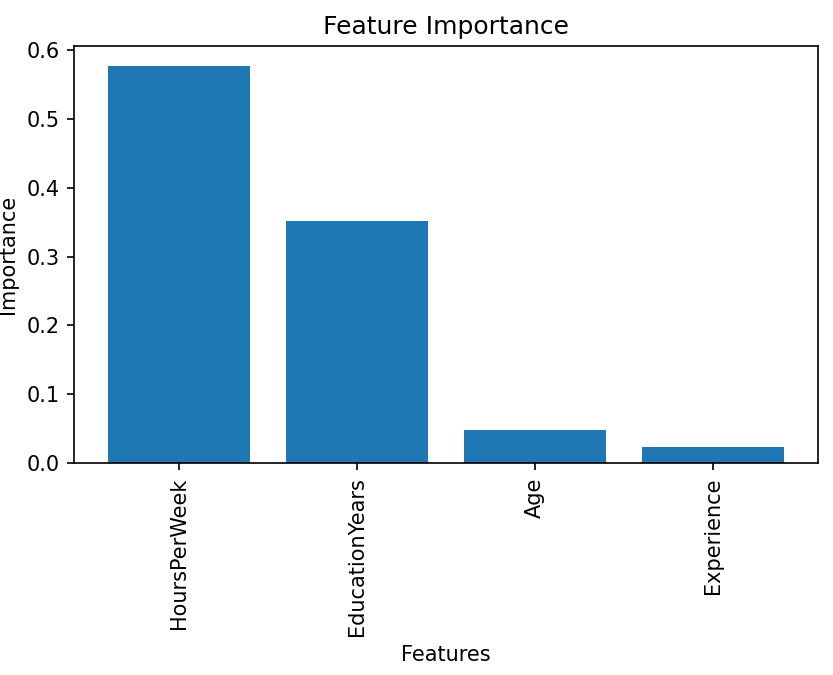 Feature Importance
Importance
0.6
0.5
0.4
0.3
0.2
0.1
0.0
HoursPerWeek
EducationYears
Age
Experience
Features